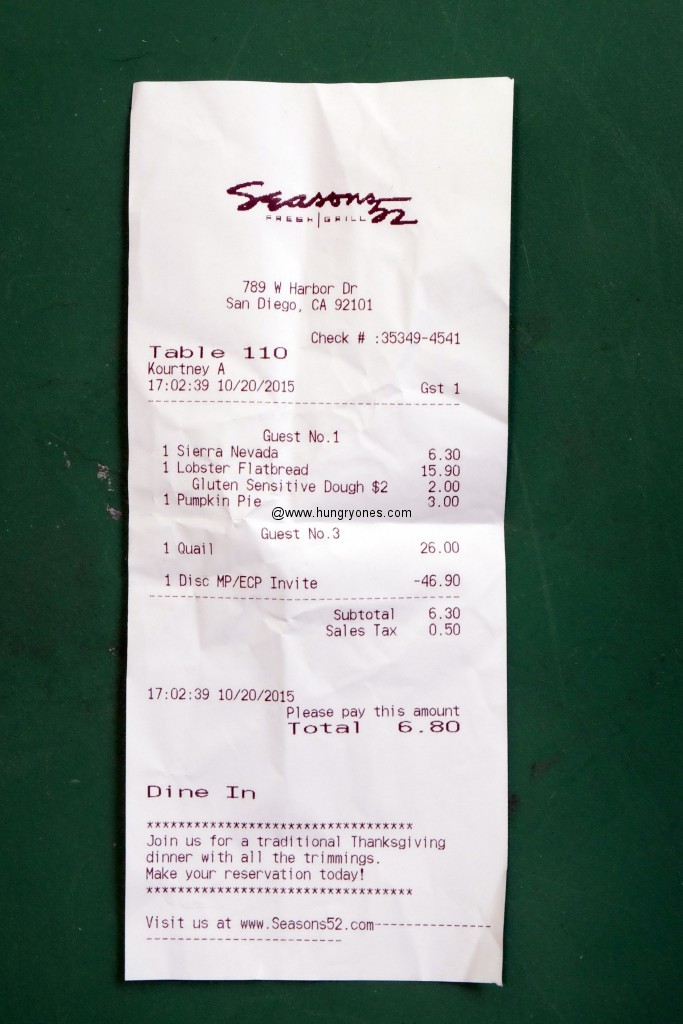 Seasons 52
FRESH|GRILL
789 W Harbor Dr
San Diego, CA 92101
Check # :35349-4541
Table 110
Kourtney A
17:02:39 10/20/2015 Gst 1
Guest No.1
1 Sierra Nevada 6.30
1 Lobster Flatbread 15.90
Gluten Sensitive Dough $2 2.00
1 Pumpkin Pie 3.00
@www.hungryones.com
Guest No.3
1 Quail 26.00
1 Disc MP/ECP Invite -46.90
Subtotal 6.30
Sales Tax 0.50
17:02:39 10/20/2015
Please pay this amount
Total 6.80
Dine In
**********************************
Join us for a traditional Thanksgiving
dinner with all the trimmings.
Make your reservation today!
**********************************
Visit us at www.Seasons52.com---------------
-------------------------